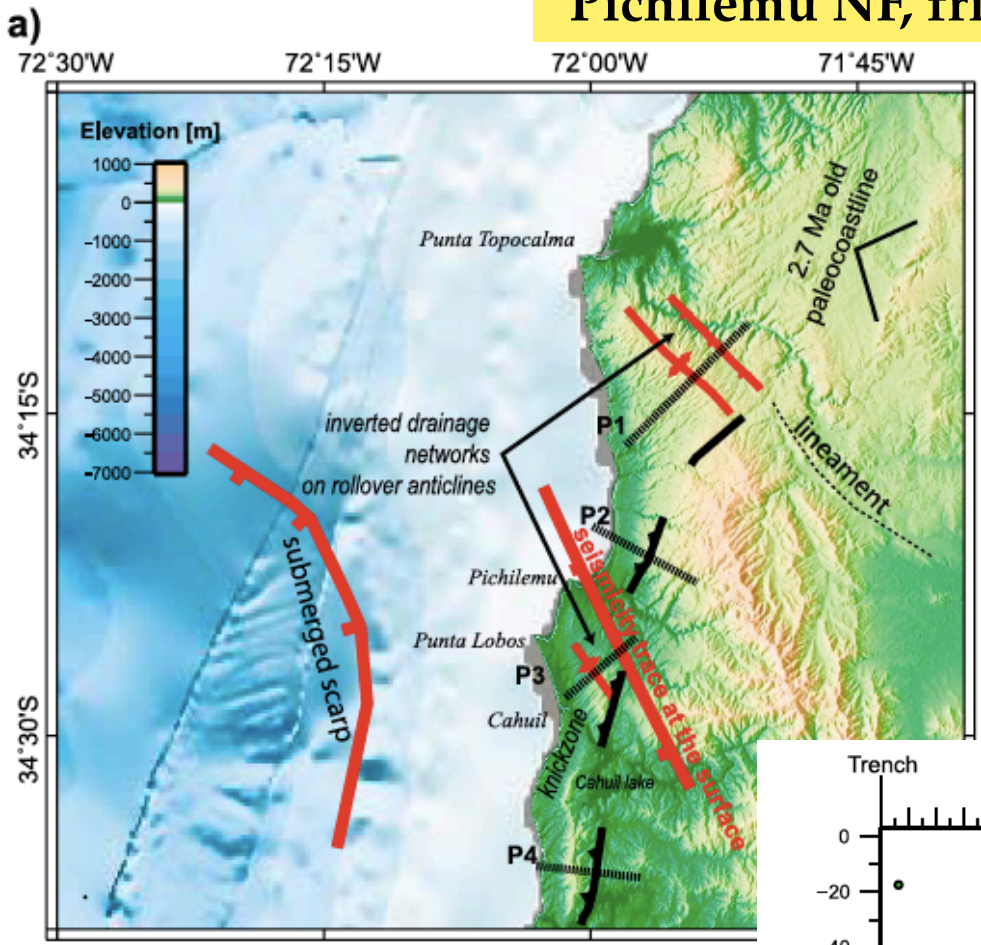 Pichilemu NF, fri
a)
72°30'W
72°15'W
72°00'W
71°45'W
Elevation [m]
1000
0
-1000
-2000
-3000
-4000
-5000
-6000
-7000
Punta Topocalma
2.7 Ma old
paleocoastline
34°15'S
inverted drainage
networks
on rollover anticlines
P1
lineament
P2
seismicity trace at the surface
submerged scarp
Pichilemu
Punta Lobos
P3
Cahuil
34°30'S
knickzone
Cahuil lake
P4
Trench
0
-20